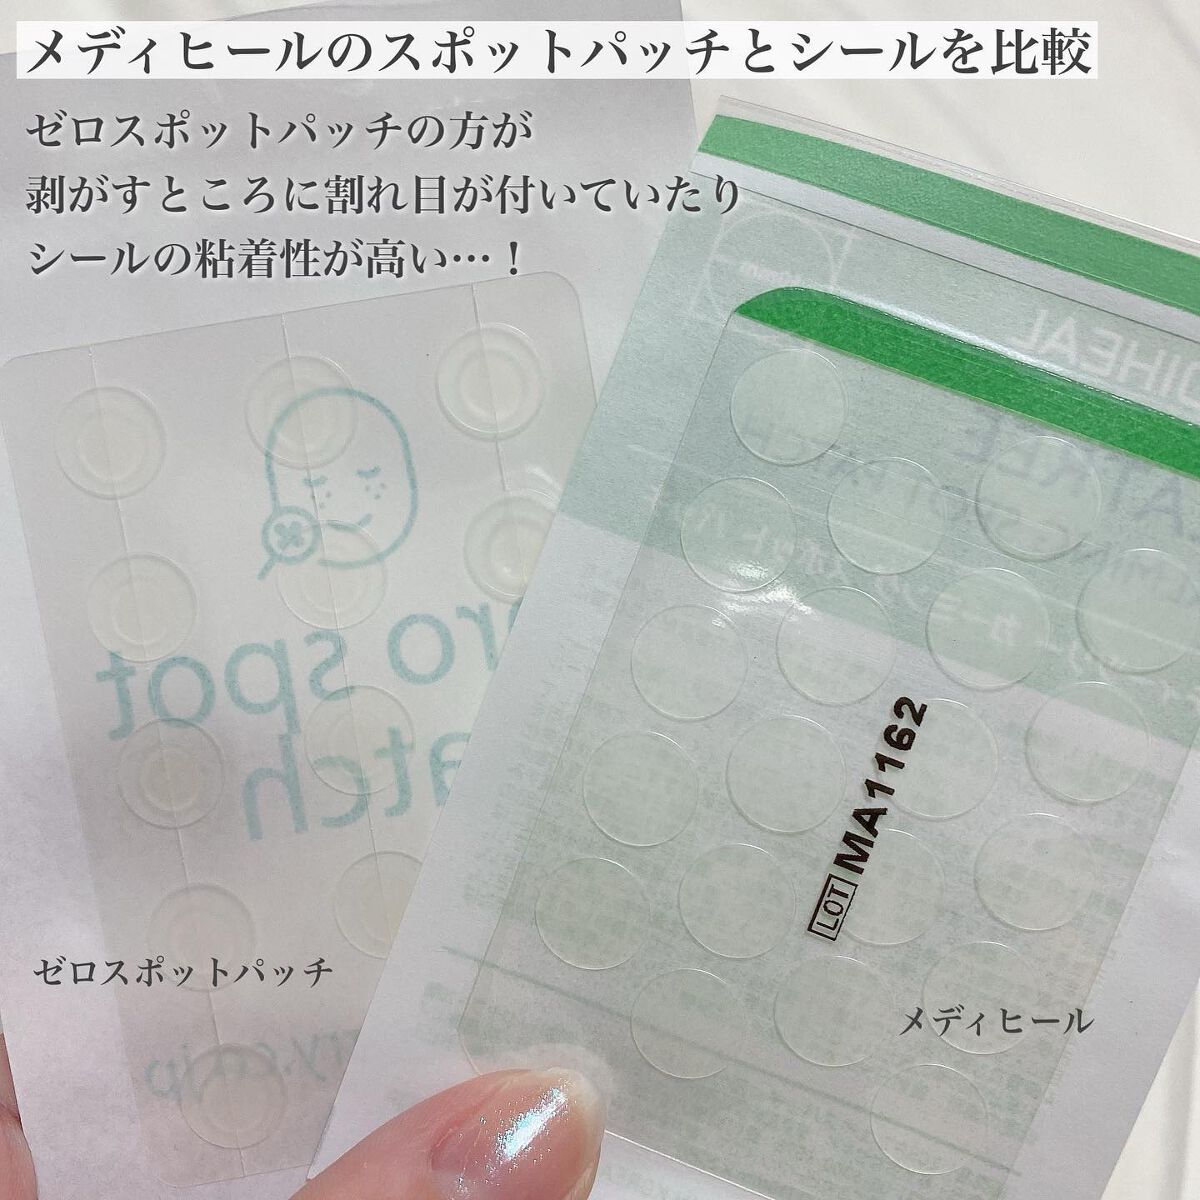 メディヒールのスポットパッチとシールを比較
ゼロスポットパッチの方が
剥がすところに割れ目が付いていたり
シールの粘着性が高い…！
spot
LOT MA1162
ゼロスポットパッチ
メディヒール